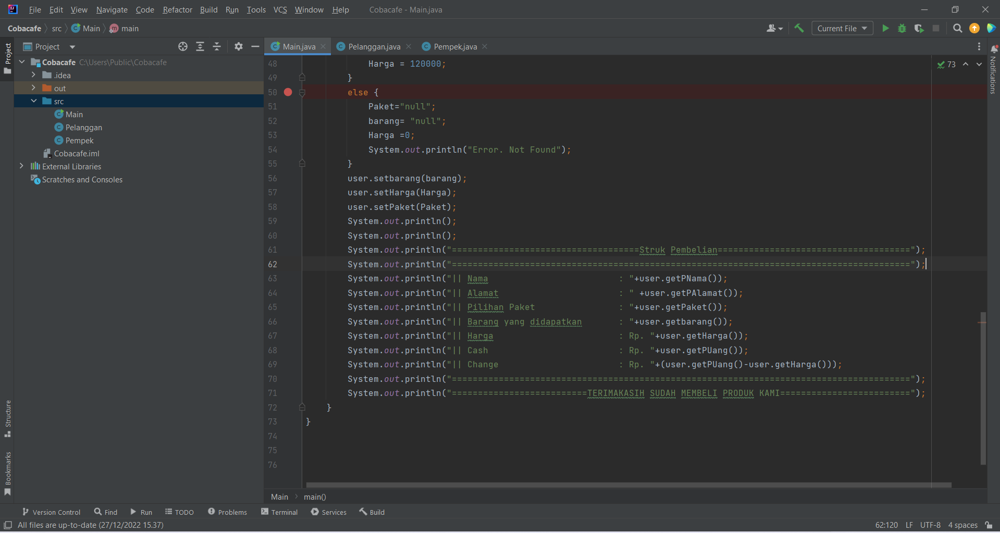 File Edit View Navigate Code Refactor Build Run Tools VCS Window Help Cobacafe - Main.java
Cobacafe src Main main Current File
Project Main.java Pelanggan.java Pempek.java
Project
Cobacafe C:\Users\Public\Cobacafe
.idea
out
src
Main
Pelanggan
Pempek
Cobacafe.iml
External Libraries
Scratches and Consoles
Structure
Bookmarks
Notifications
73
48 Harga = 120000;
49 }
50 else {
51 Paket="null";
52 barang= "null";
53 Harga =0;
54 System.out.println("Error. Not Found");
55 }
56 user.setbarang(barang);
57 user.setHarga(Harga);
58 user.setPaket(Paket);
59 System.out.println();
60 System.out.println();
61 System.out.println("====================================Struk Pembelian=====================================");
62 System.out.println("========================================================================================");
63 System.out.println("|| Nama                         : "+user.getPNama());
64 System.out.println("|| Alamat                       : " +user.getPAlamat());
65 System.out.println("|| Pilihan Paket                : "+user.getPaket());
66 System.out.println("|| Barang yang didapatkan       : "+user.getbarang());
67 System.out.println("|| Harga                        : Rp. "+user.getHarga());
68 System.out.println("|| Cash                         : Rp. "+user.getPUang());
69 System.out.println("|| Change                       : Rp. "+(user.getPUang()-user.getHarga()));
70 System.out.println("========================================================================================");
71 System.out.println("==========================TERIMAKASIH SUDAH MEMBELI PRODUK KAMI=========================");
72 }
73 }
74
75
76
Main main()
Version Control Find Run TODO Problems Terminal Services Build
All files are up-to-date (27/12/2022 15.37) 62:120 LF UTF-8 4 spaces